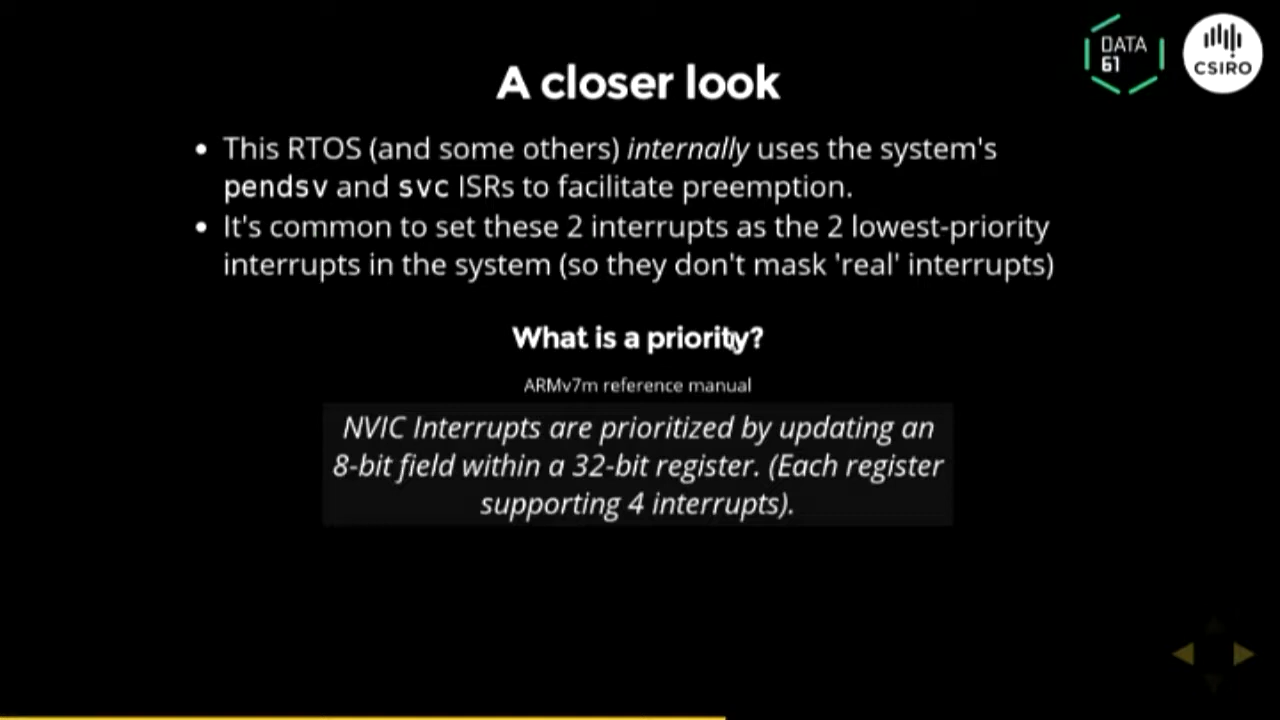 DATA
61
CSIRO
A closer look
• This RTOS (and some others) internally uses the system's
pendsv and svc ISRs to facilitate preemption.
• It's common to set these 2 interrupts as the 2 lowest-priority
interrupts in the system (so they don't mask 'real' interrupts)
What is a priority?
ARMv7m reference manual
NVIC Interrupts are prioritized by updating an
8-bit field within a 32-bit register. (Each register
supporting 4 interrupts).